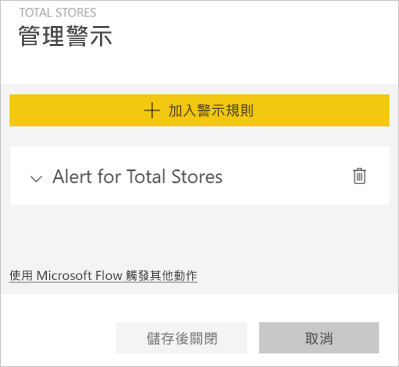 TOTAL STORES
管理警示
加入警示規則
Alert for Total Stores
使用 Microsoft Flow 觸發其他動作
儲存後關閉
取消